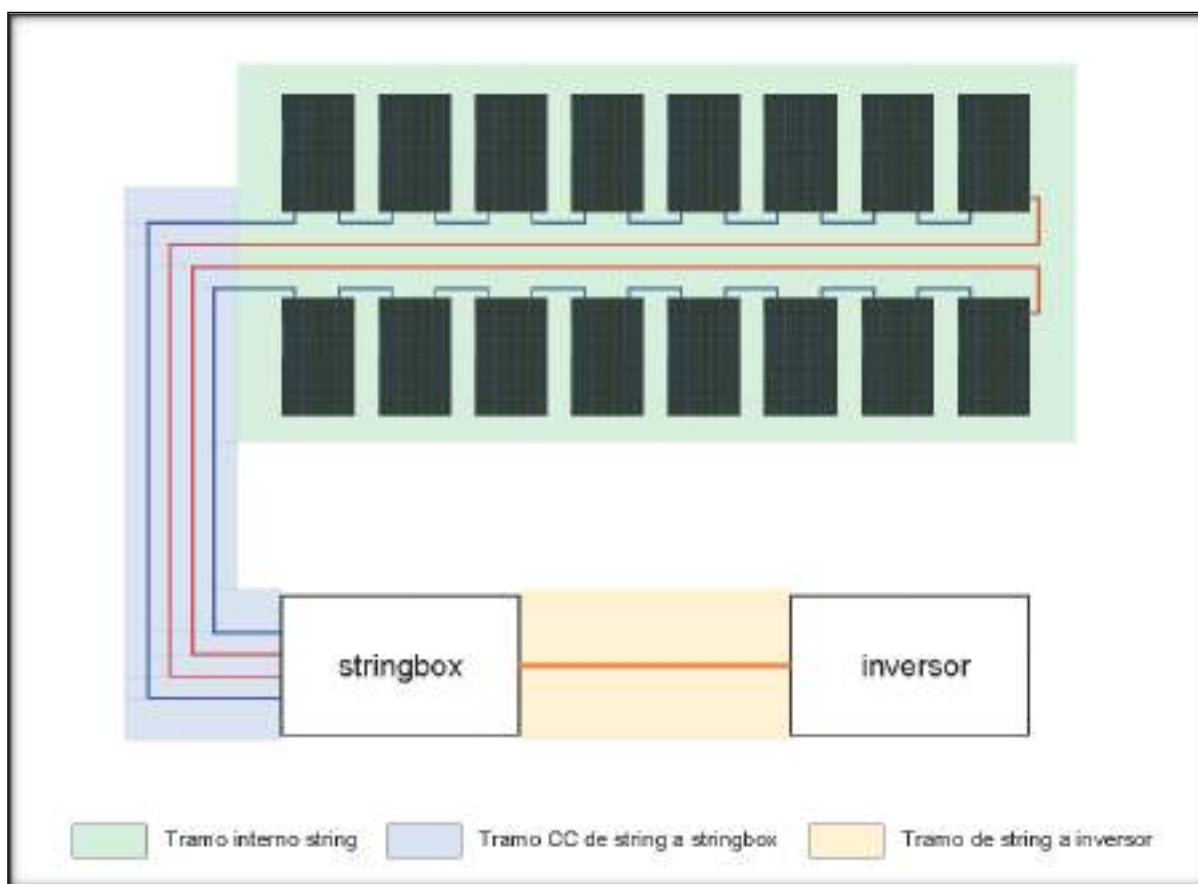 stringbox
inversor
Tramo interno string
Tramo CC de string a stringbox
Tramo de string a inversor